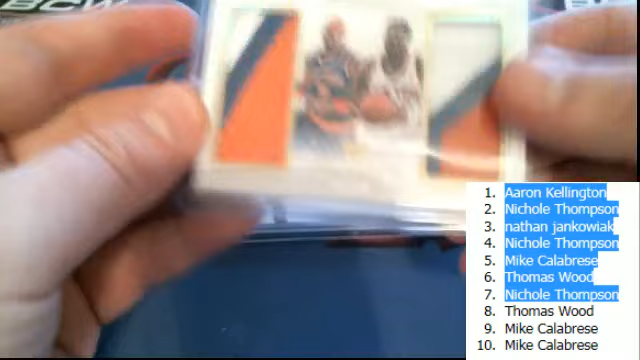 BCW
1. Aaron Kellington
2. Nichole Thompson
3. nathan jankowiak
4. Nichole Thompson
5. Mike Calabrese
6. Thomas Wood
7. Nichole Thompson
8. Thomas Wood
9. Mike Calabrese
10. Mike Calabrese